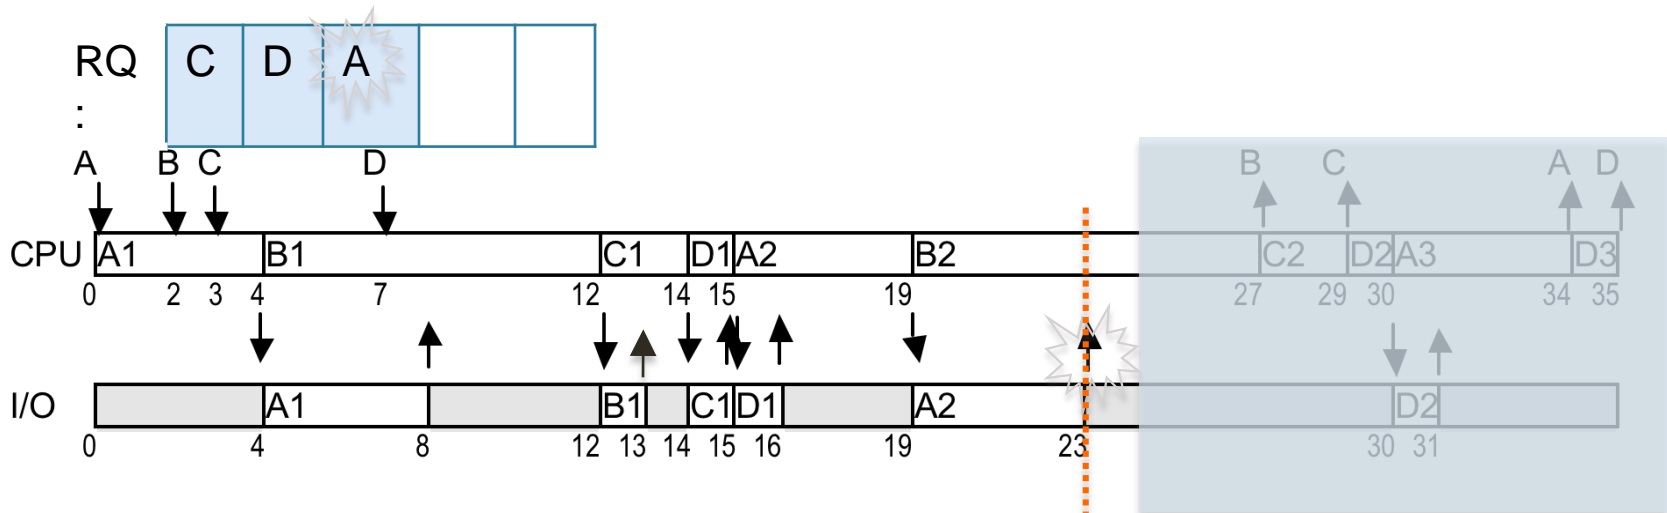 RQ C D A
:
A B C D B C A D
CPU A1 B1 C1 D1 A2 B2 C2 D2 A3 D3
0 2 3 4 7 12 14 15 19 27 29 30 34 35
I/O A1 B1 C1 D1 A2 D2
0 4 8 12 13 14 15 16 19 23 30 31